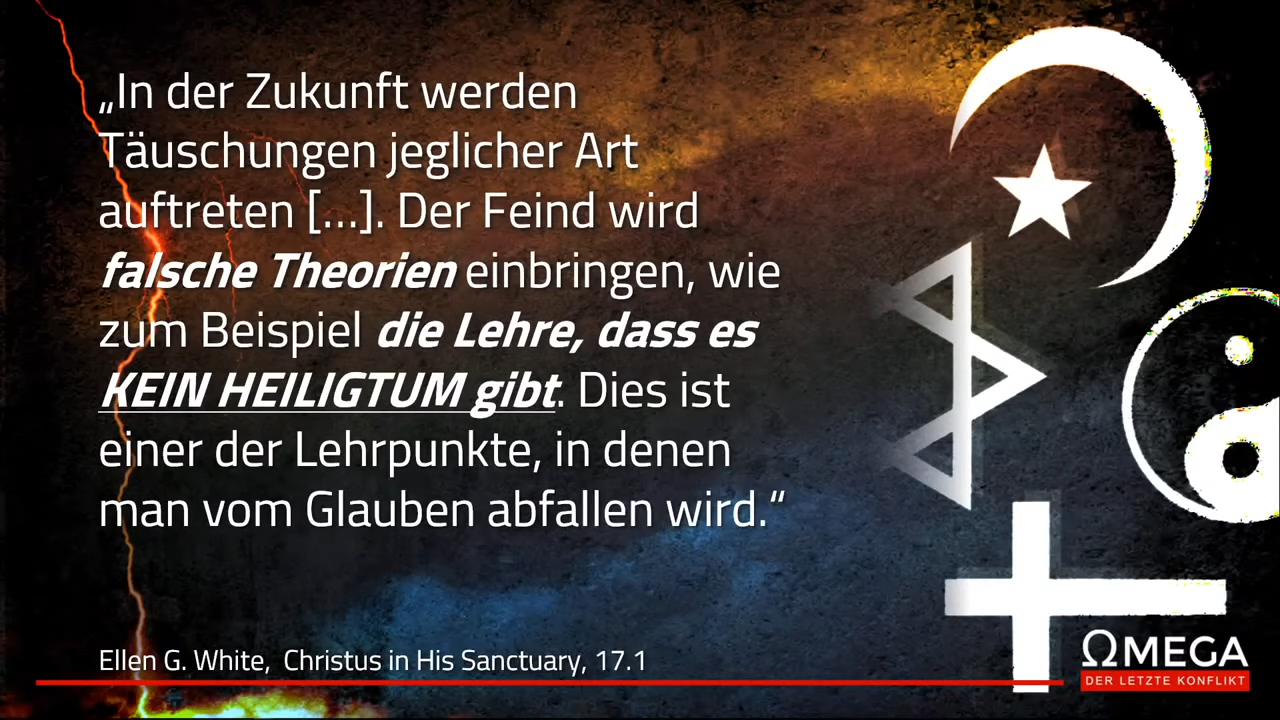 „In der Zukunft werden
Täuschungen jeglicher Art
auftreten [...]. Der Feind wird
falsche Theorien einbringen, wie
zum Beispiel die Lehre, dass es
KEIN HEILIGTUM gibt. Dies ist
einer der Lehrpunkte, in denen
man vom Glauben abfallen wird.“
Ellen G. White, Christus in His Sanctuary, 17.1
ΩMEGA
DER LETZTE KONFLIKT